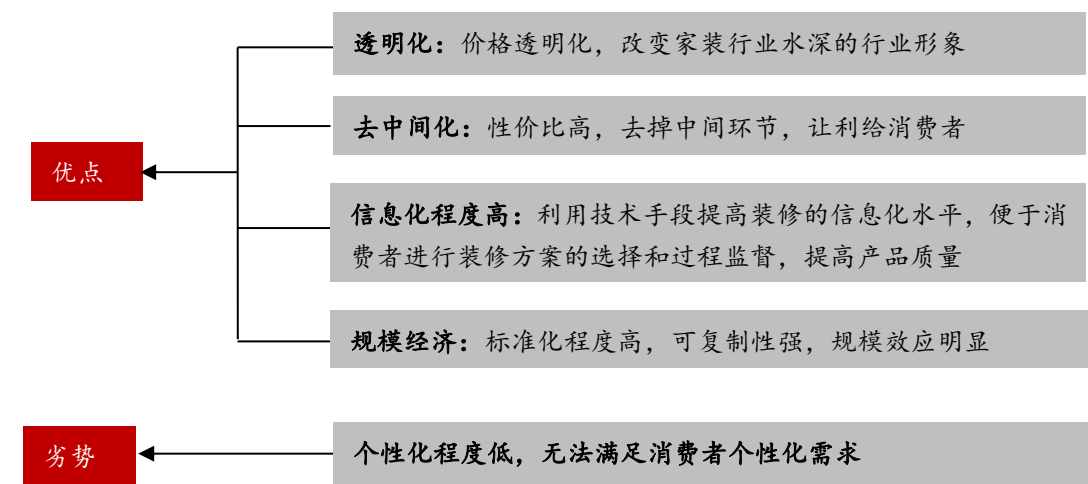 透明化：价格透明化，改变家装行业水深的行业形象
去中间化：性价比高，去掉中间环节，让利给消费者
优点
信息化程度高：利用技术手段提高装修的信息化水平，便于消
费者进行装修方案的选择和过程监督，提高产品质量
规模经济：标准化程度高，可复制性强，规模效应明显
劣势
个性化程度低，无法满足消费者个性化需求